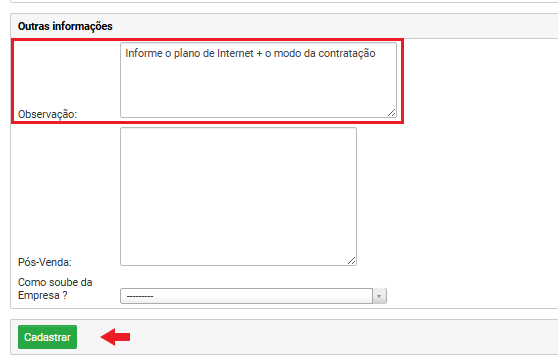 Outras informações
Informe o plano de Internet + o modo da contratação
Observação:
Pós-Venda:
Como soube da
Empresa ?
---------
Cadastrar